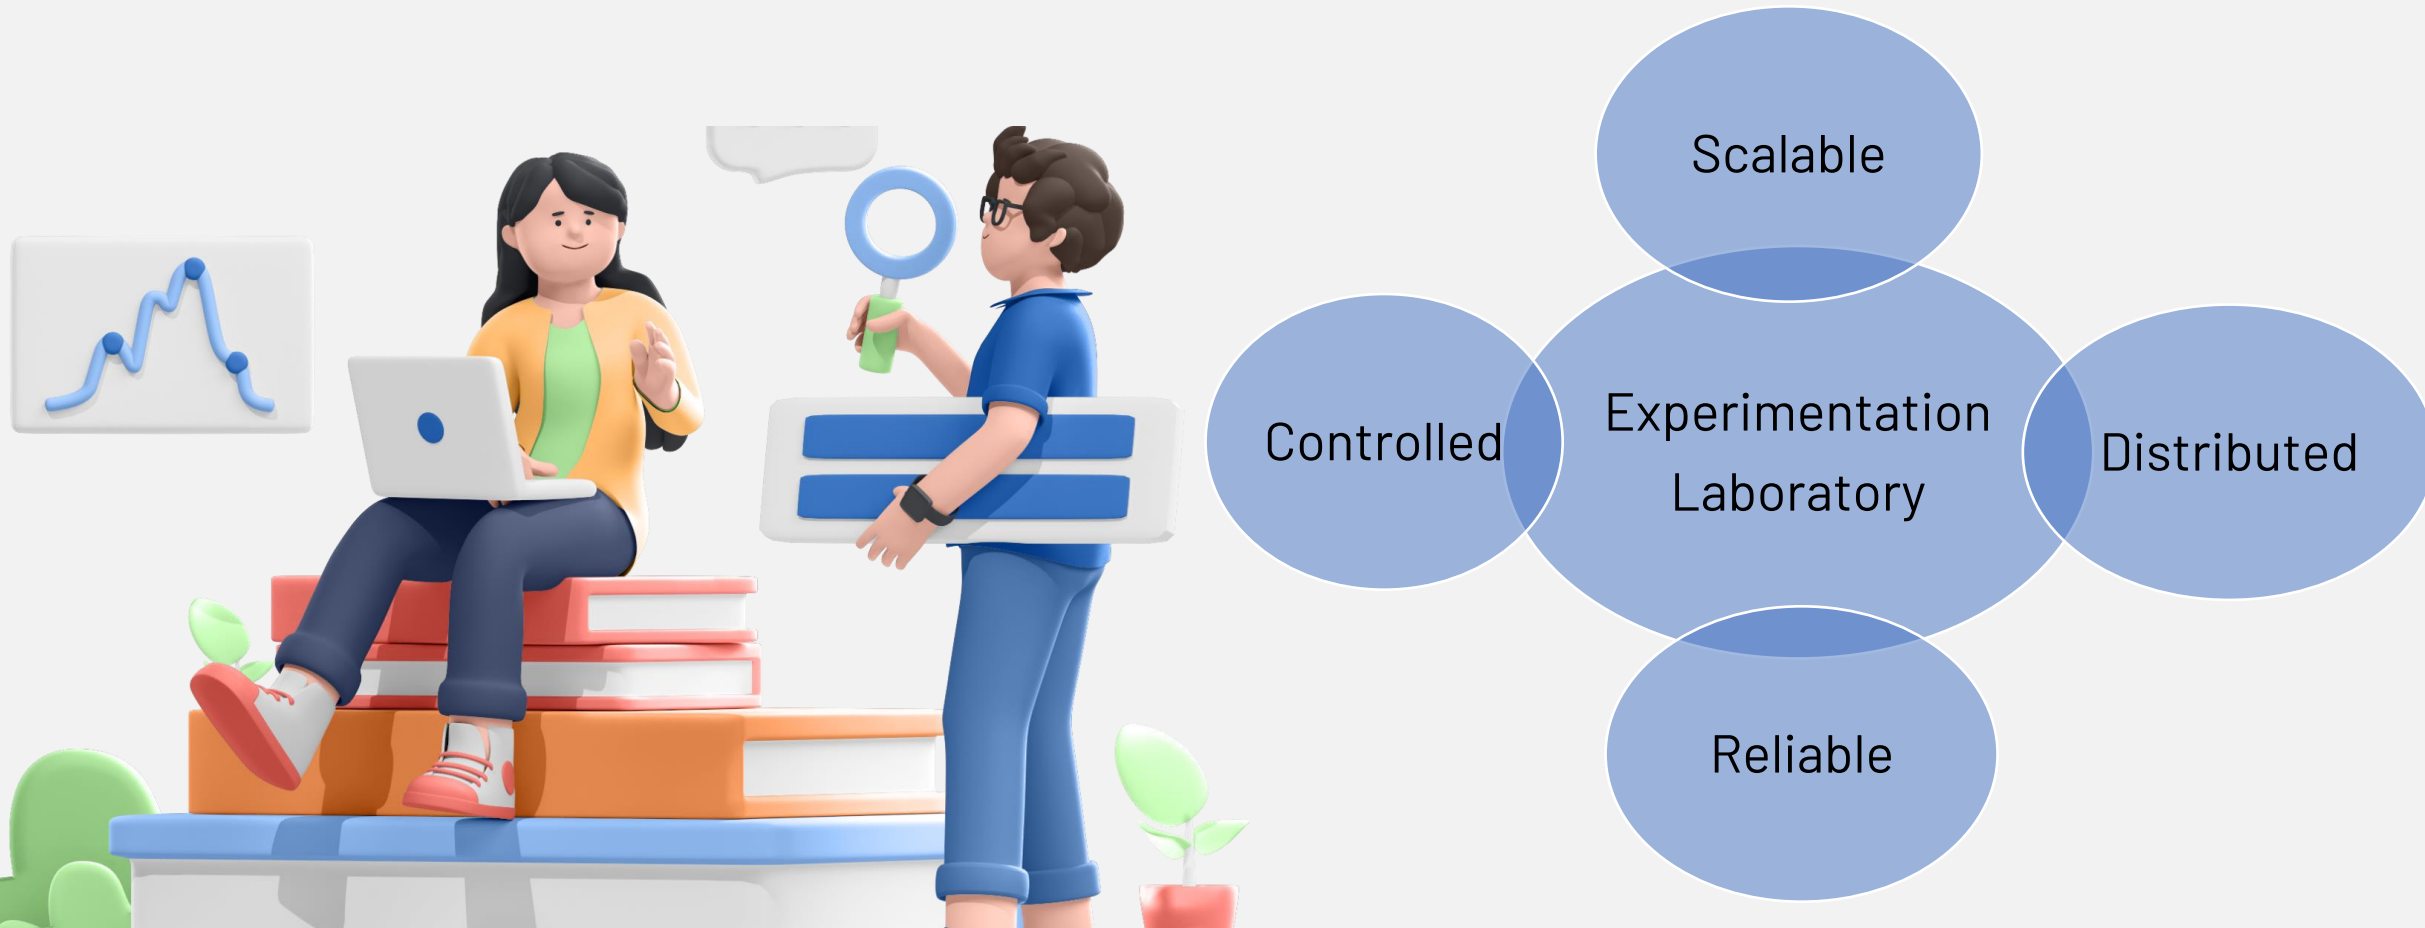 Scalable
Controlled
Experimentation
Laboratory
Distributed
Reliable